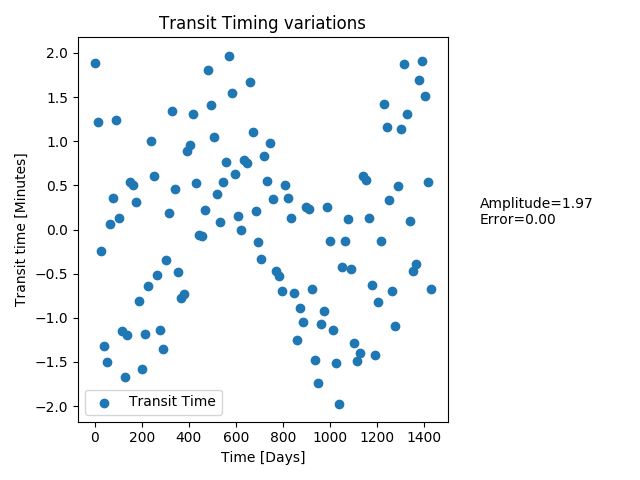 Transit Timing variations
2.0
1.5
1.0
0.5
0.0
−0.5
−1.0
−1.5
−2.0
Transit time [Minutes]
Transit Time
0 200 400 600 800 1000 1200 1400
Time [Days]
Amplitude=1.97
Error=0.00